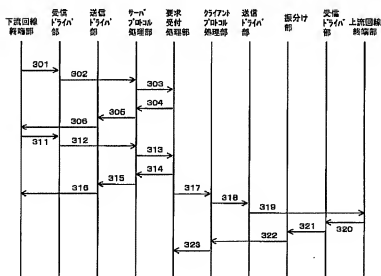 下流回線終端部
受信ドライバ部
送信ドライバ部
サーバプロトコル処理部
要求受付処理部
クライアントプロトコル処理部
送信ドライバ部
振分け部
受信ドライバ部
上流回線終端部
301
302
303
304
305
306
311
312
313
314
315
316
317
318
319
320
321
322
323